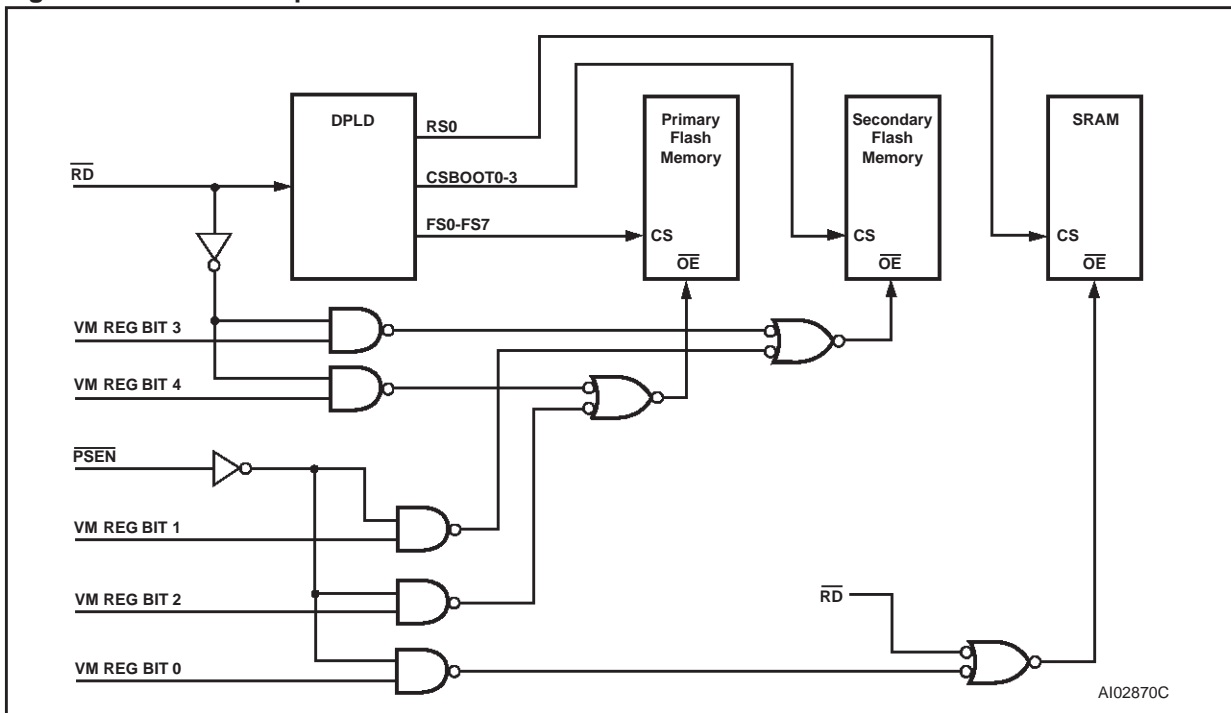 DPLD
RS0
CSBOOT0-3
FS0-FS7
Primary
Flash
Memory
CS
OE
Secondary
Flash
Memory
CS
OE
SRAM
CS
OE
RD
VM REG BIT 3
VM REG BIT 4
PSEN
VM REG BIT 1
VM REG BIT 2
VM REG BIT 0
RD
AI02870C